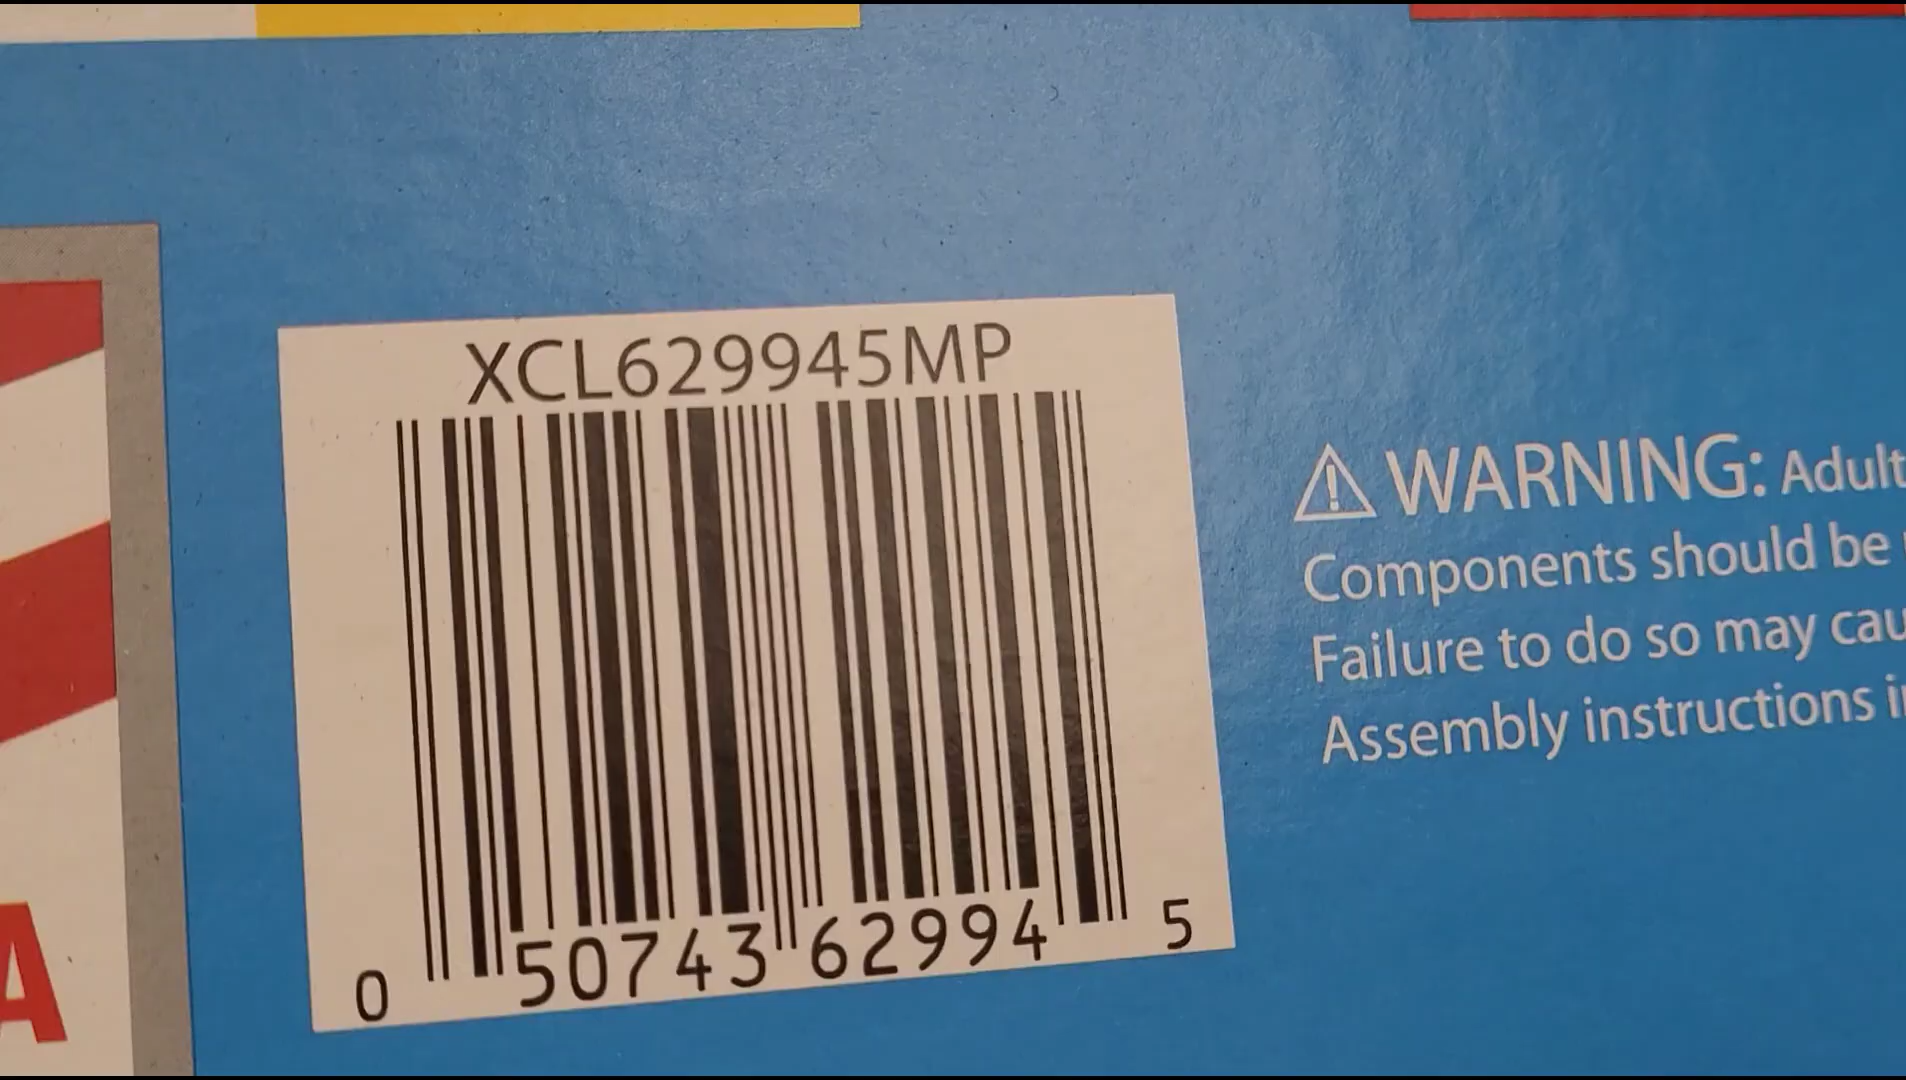 XCL629945MP
0 50743 62994 5
⚠ WARNING: Adult
Components should be
Failure to do so may cau
Assembly instructions i
A